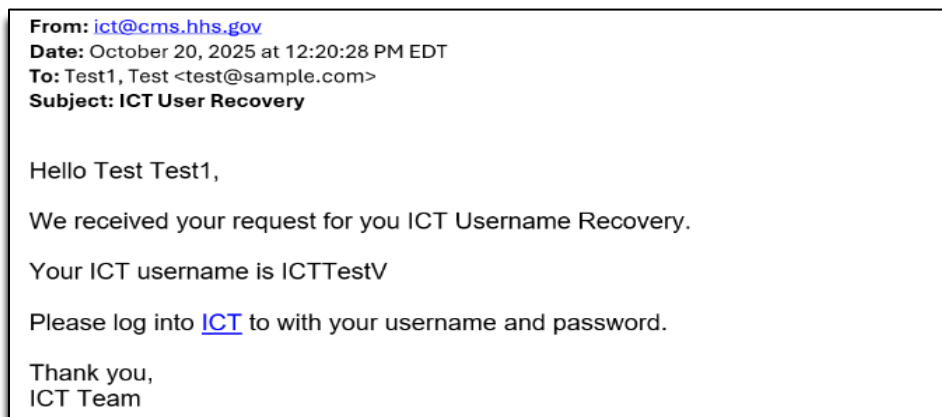 From: ict@cms.hhs.gov
Date: October 20, 2025 at 12:20:28 PM EDT
To: Test1, Test <test@sample.com>
Subject: ICT User Recovery
Hello Test Test1,
We received your request for you ICT Username Recovery.
Your ICT username is ICTTestV
Please log into ICT to with your username and password.
Thank you,
ICT Team